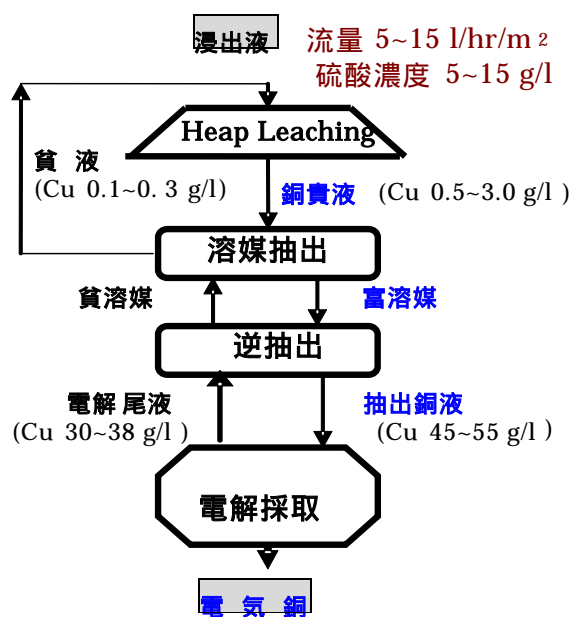 浸出液 流量 5~15 l/hr/m 2
硫酸濃度 5~15 g/l
Heap Leaching
貧 液
(Cu 0.1~0. 3 g/l)
銅貴液 (Cu 0.5~3.0 g/l )
溶媒抽出
貧溶媒 富溶媒
逆抽出
電解 尾液 抽出銅液
(Cu 30~38 g/l ) (Cu 45~55 g/l )
電解採取
電 気 銅